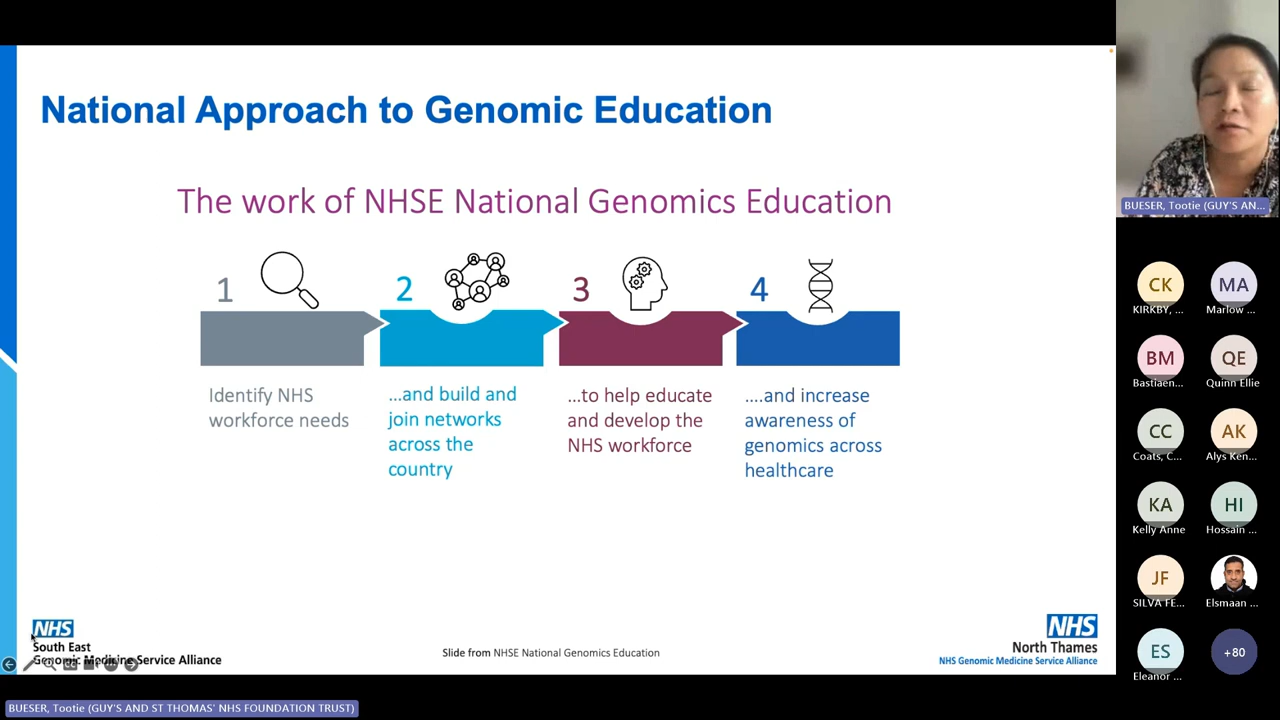 National Approach to Genomic Education
The work of NHSE National Genomics Education
1
2
3
4
Identify NHS
workforce needs
...and build and
join networks
across the
country
...to help educate
and develop the
NHS workforce
....and increase
awareness of
genomics across
healthcare
NHS
South East
Genomic Medicine Service Alliance
Slide from NHSE National Genomics Education
NHS
North Thames
NHS Genomic Medicine Service Alliance
BUESER, Tootie (GUY'S AND ST THOMAS' NHS FOUNDATION TRUST)
BUESER, Tootie (GUY'S AN...
CK
KIRKBY, ...
MA
Marlow ...
BM
Bastiaen...
QE
Quinn Ellie
CC
Coats, C...
AK
Alys Ken...
KA
Kelly Anne
HI
Hossain ...
JF
SILVA FE...
Elsmaan ...
ES
Eleanor ...
+80